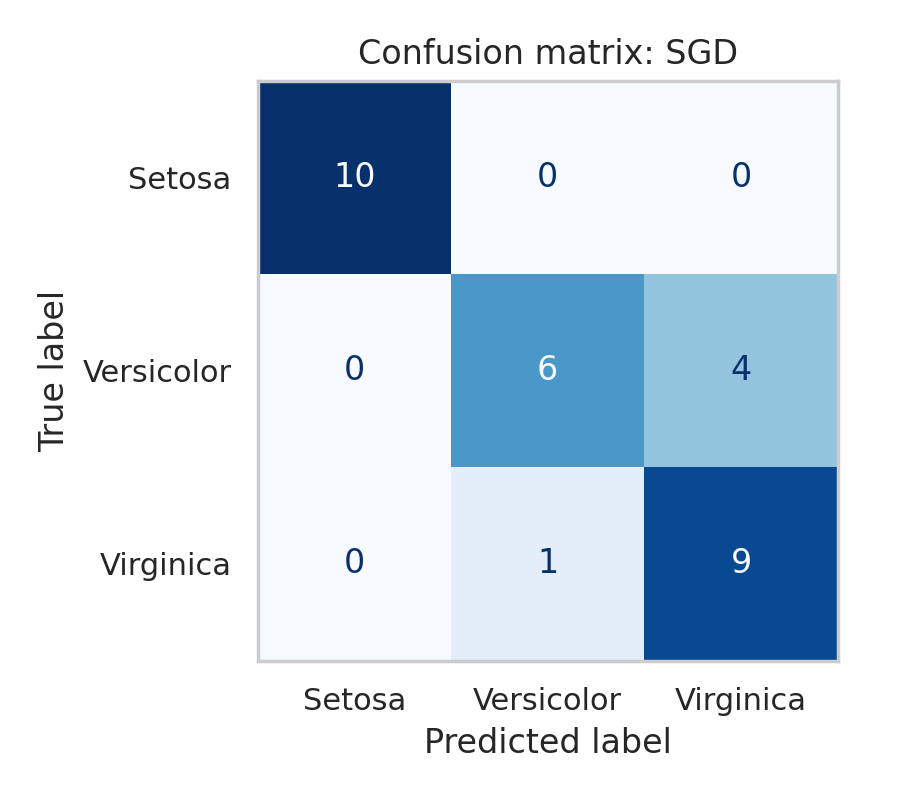 Confusion matrix: SGD
Setosa
10
0
0
True label
Versicolor
0
6
4
Virginica
0
1
9
Setosa
Versicolor
Virginica
Predicted label